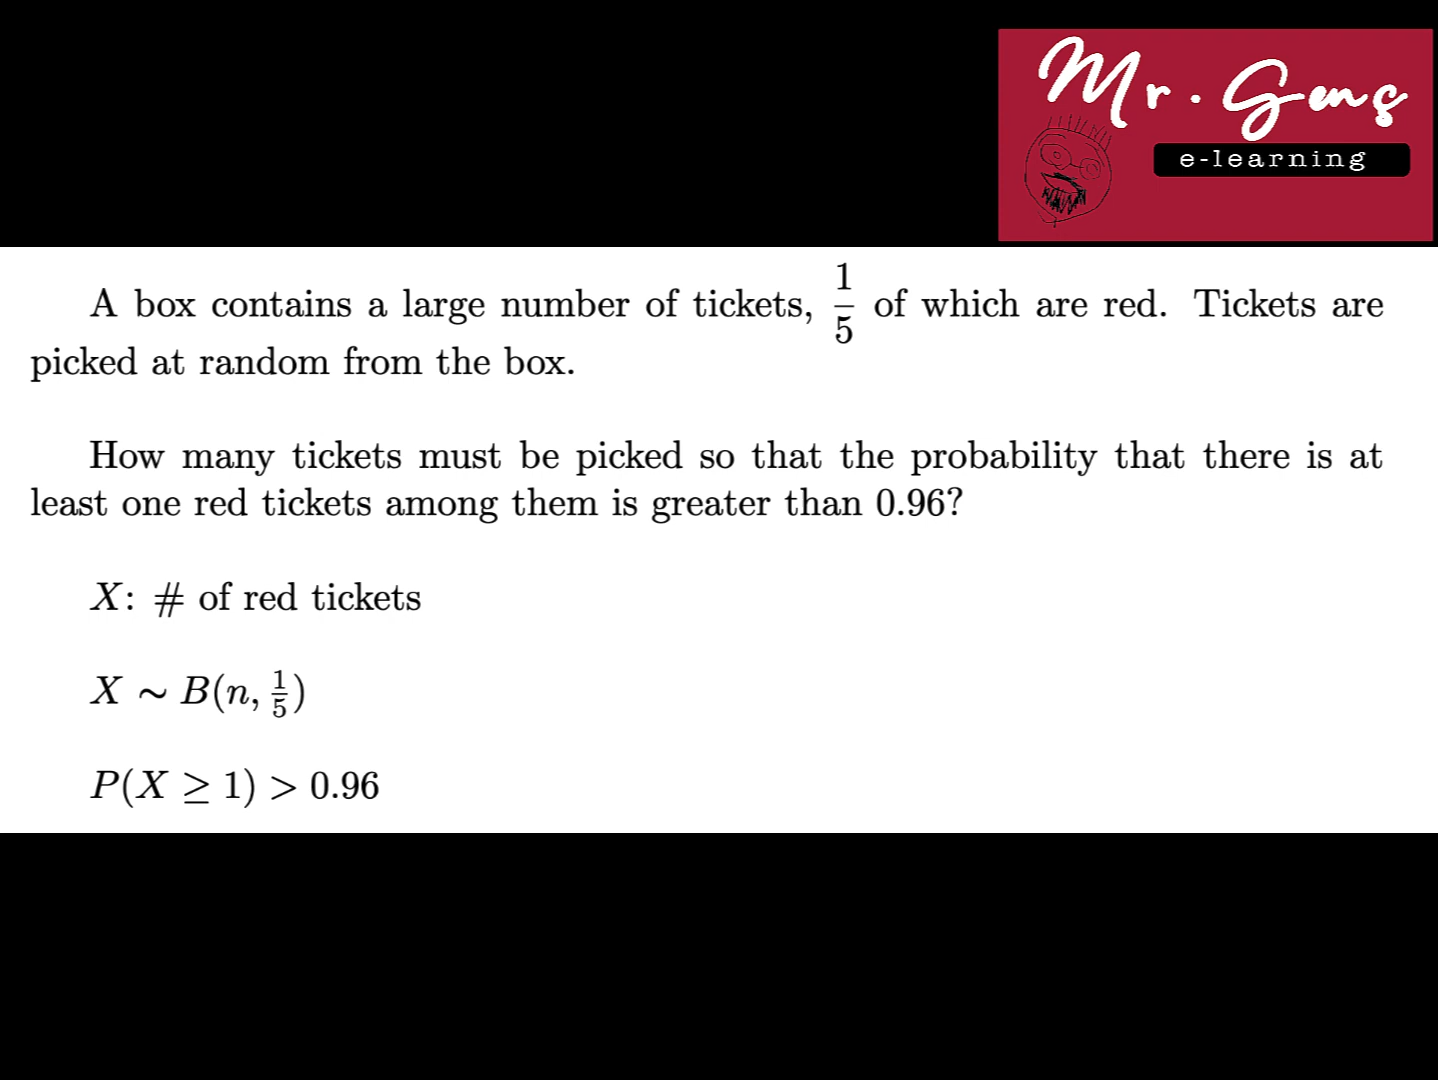 Mr. Genç
e-learning
A box contains a large number of tickets, 1/5 of which are red. Tickets are
picked at random from the box.
How many tickets must be picked so that the probability that there is at
least one red tickets among them is greater than 0.96?
X: # of red tickets
X ~ B(n, 1/5)
P(X ≥ 1) > 0.96